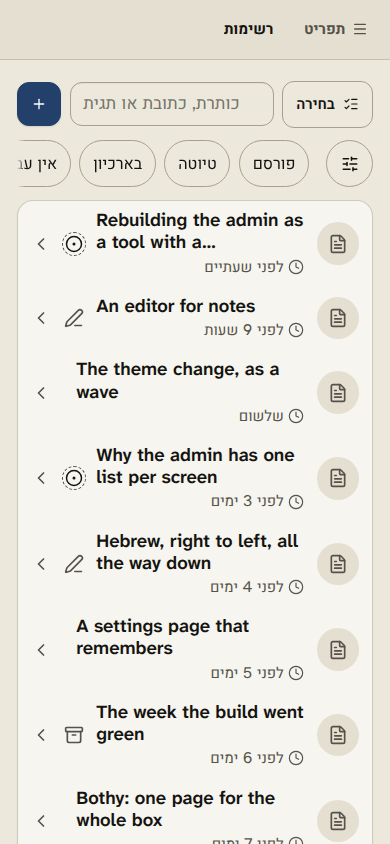 תפריט
רשימות
בחירה
כותרת, כתובת או תגית
פורסם
טיוטה
בארכיון
אין עב
Rebuilding the admin as
a tool with a...
לפני שעתיים
An editor for notes
לפני 9 שעות
The theme change, as a
wave
שלשום
Why the admin has one
list per screen
לפני 3 ימים
Hebrew, right to left, all
the way down
לפני 4 ימים
A settings page that
remembers
לפני 5 ימים
The week the build went
green
לפני 6 ימים
Bothy: one page for the
whole box
לפני 7 ימים